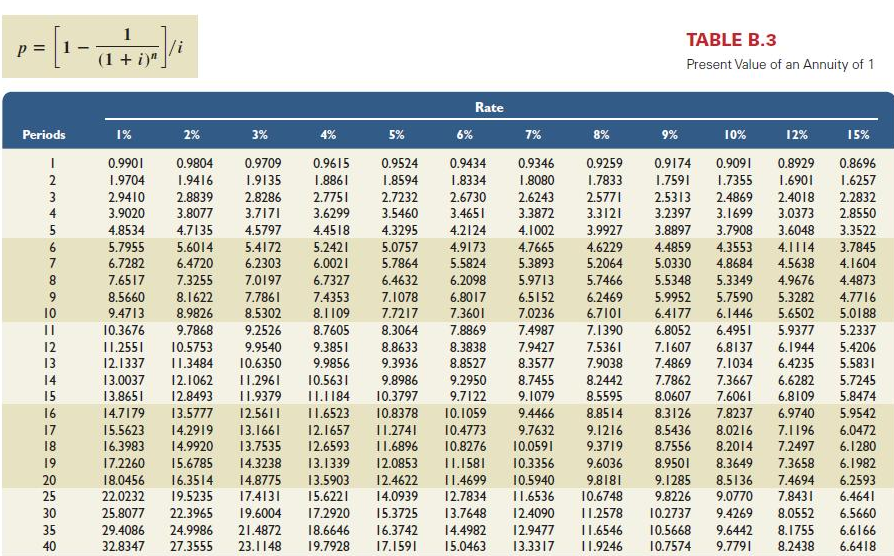 p = [1 - 1/(1 + i)ⁿ]/i
TABLE B.3
Present Value of an Annuity of 1
Rate
Periods 1% 2% 3% 4% 5% 6% 7% 8% 9% 10% 12% 15%
1 0.9901 0.9804 0.9709 0.9615 0.9524 0.9434 0.9346 0.9259 0.9174 0.9091 0.8929 0.8696
2 1.9704 1.9416 1.9135 1.8861 1.8594 1.8334 1.8080 1.7833 1.7591 1.7355 1.6901 1.6257
3 2.9410 2.8839 2.8286 2.7751 2.7232 2.6730 2.6243 2.5771 2.5313 2.4869 2.4018 2.2832
4 3.9020 3.8077 3.7171 3.6299 3.5460 3.4651 3.3872 3.3121 3.2397 3.1699 3.0373 2.8550
5 4.8534 4.7135 4.5797 4.4518 4.3295 4.2124 4.1002 3.9927 3.8897 3.7908 3.6048 3.3522
6 5.7955 5.6014 5.4172 5.2421 5.0757 4.9173 4.7665 4.6229 4.4859 4.3553 4.1114 3.7845
7 6.7282 6.4720 6.2303 6.0021 5.7864 5.5824 5.3893 5.2064 5.0330 4.8684 4.5638 4.1604
8 7.6517 7.3255 7.0197 6.7327 6.4632 6.2098 5.9713 5.7466 5.5348 5.3349 4.9676 4.4873
9 8.5660 8.1622 7.7861 7.4353 7.1078 6.8017 6.5152 6.2469 5.9952 5.7590 5.3282 4.7716
10 9.4713 8.9826 8.5302 8.1109 7.7217 7.3601 7.0236 6.7101 6.4177 6.1446 5.6502 5.0188
11 10.3676 9.7868 9.2526 8.7605 8.3064 7.8869 7.4987 7.1390 6.8052 6.4951 5.9377 5.2337
12 11.2551 10.5753 9.9540 9.3851 8.8633 8.3838 7.9427 7.5361 7.1607 6.8137 6.1944 5.4206
13 12.1337 11.3484 10.6350 9.9856 9.3936 8.8527 8.3577 7.9038 7.4869 7.1034 6.4235 5.5831
14 13.0037 12.1062 11.2961 10.5631 9.8986 9.2950 8.7455 8.2442 7.7862 7.3667 6.6282 5.7245
15 13.8651 12.8493 11.9379 11.1184 10.3797 9.7122 9.1079 8.5595 8.0607 7.6061 6.8109 5.8474
16 14.7179 13.5777 12.5611 11.6523 10.8378 10.1059 9.4466 8.8514 8.3126 7.8237 6.9740 5.9542
17 15.5623 14.2919 13.1661 12.1657 11.2741 10.4773 9.7632 9.1216 8.5436 8.0216 7.1196 6.0472
18 16.3983 14.9920 13.7535 12.6593 11.6896 10.8276 10.0591 9.3719 8.7556 8.2014 7.2497 6.1280
19 17.2260 15.6785 14.3238 13.1339 12.0853 11.1581 10.3356 9.6036 8.9501 8.3649 7.3658 6.1982
20 18.0456 16.3514 14.8775 13.5903 12.4622 11.4699 10.5940 9.8181 9.1285 8.5136 7.4694 6.2593
25 22.0232 19.5235 17.4131 15.6221 14.0939 12.7834 11.6536 10.6748 9.8226 9.0770 7.8431 6.4641
30 25.8077 22.3965 19.6004 17.2920 15.3725 13.7648 12.4090 11.2578 10.2737 9.4269 8.0552 6.5660
35 29.4086 24.9986 21.4872 18.6646 16.3742 14.4982 12.9477 11.6546 10.5668 9.6442 8.1755 6.6166
40 32.8347 27.3555 23.1148 19.7928 17.1591 15.0463 13.3317 11.9246 10.7574 9.7791 8.2438 6.6418